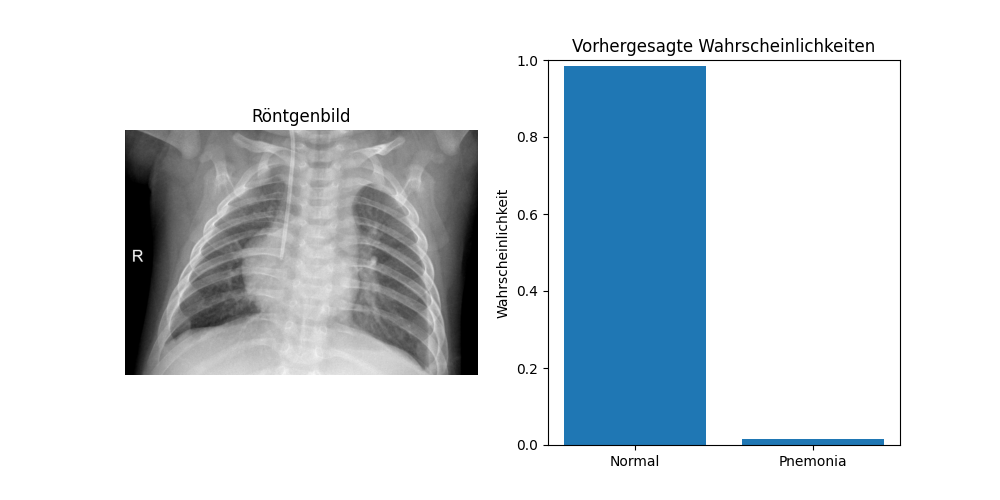 Röntgenbild
R
Vorhergesagte Wahrscheinlichkeiten
Wahrscheinlichkeit
1.0
0.8
0.6
0.4
0.2
0.0
Normal
Pnemonia